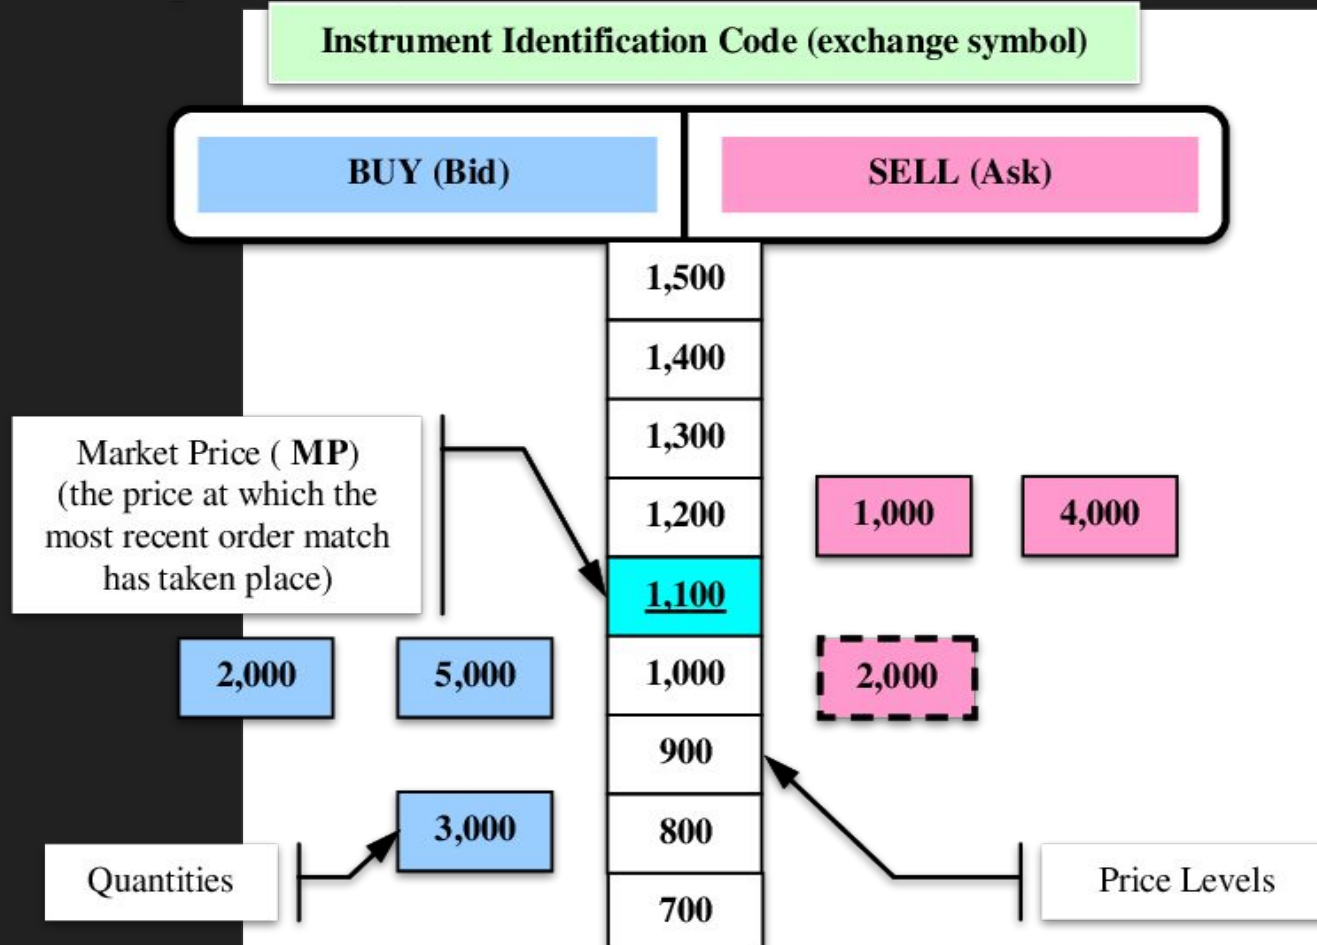 Instrument Identification Code (exchange symbol)
BUY (Bid)
SELL (Ask)
1,500
1,400
1,300
1,200
1,100
1,000
900
800
700
Market Price ( MP)
(the price at which the
most recent order match
has taken place)
1,000
4,000
2,000
5,000
2,000
3,000
Quantities
Price Levels